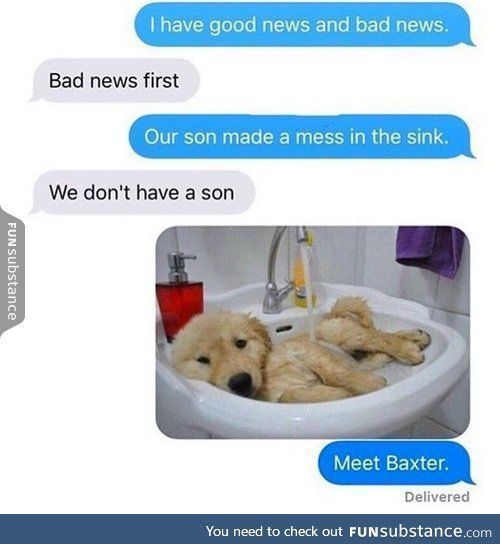 I have good news and bad news.
Bad news first
Our son made a mess in the sink.
We don't have a son
FUNsubstance
Meet Baxter.
Delivered
You need to check out FUNsubstance.com